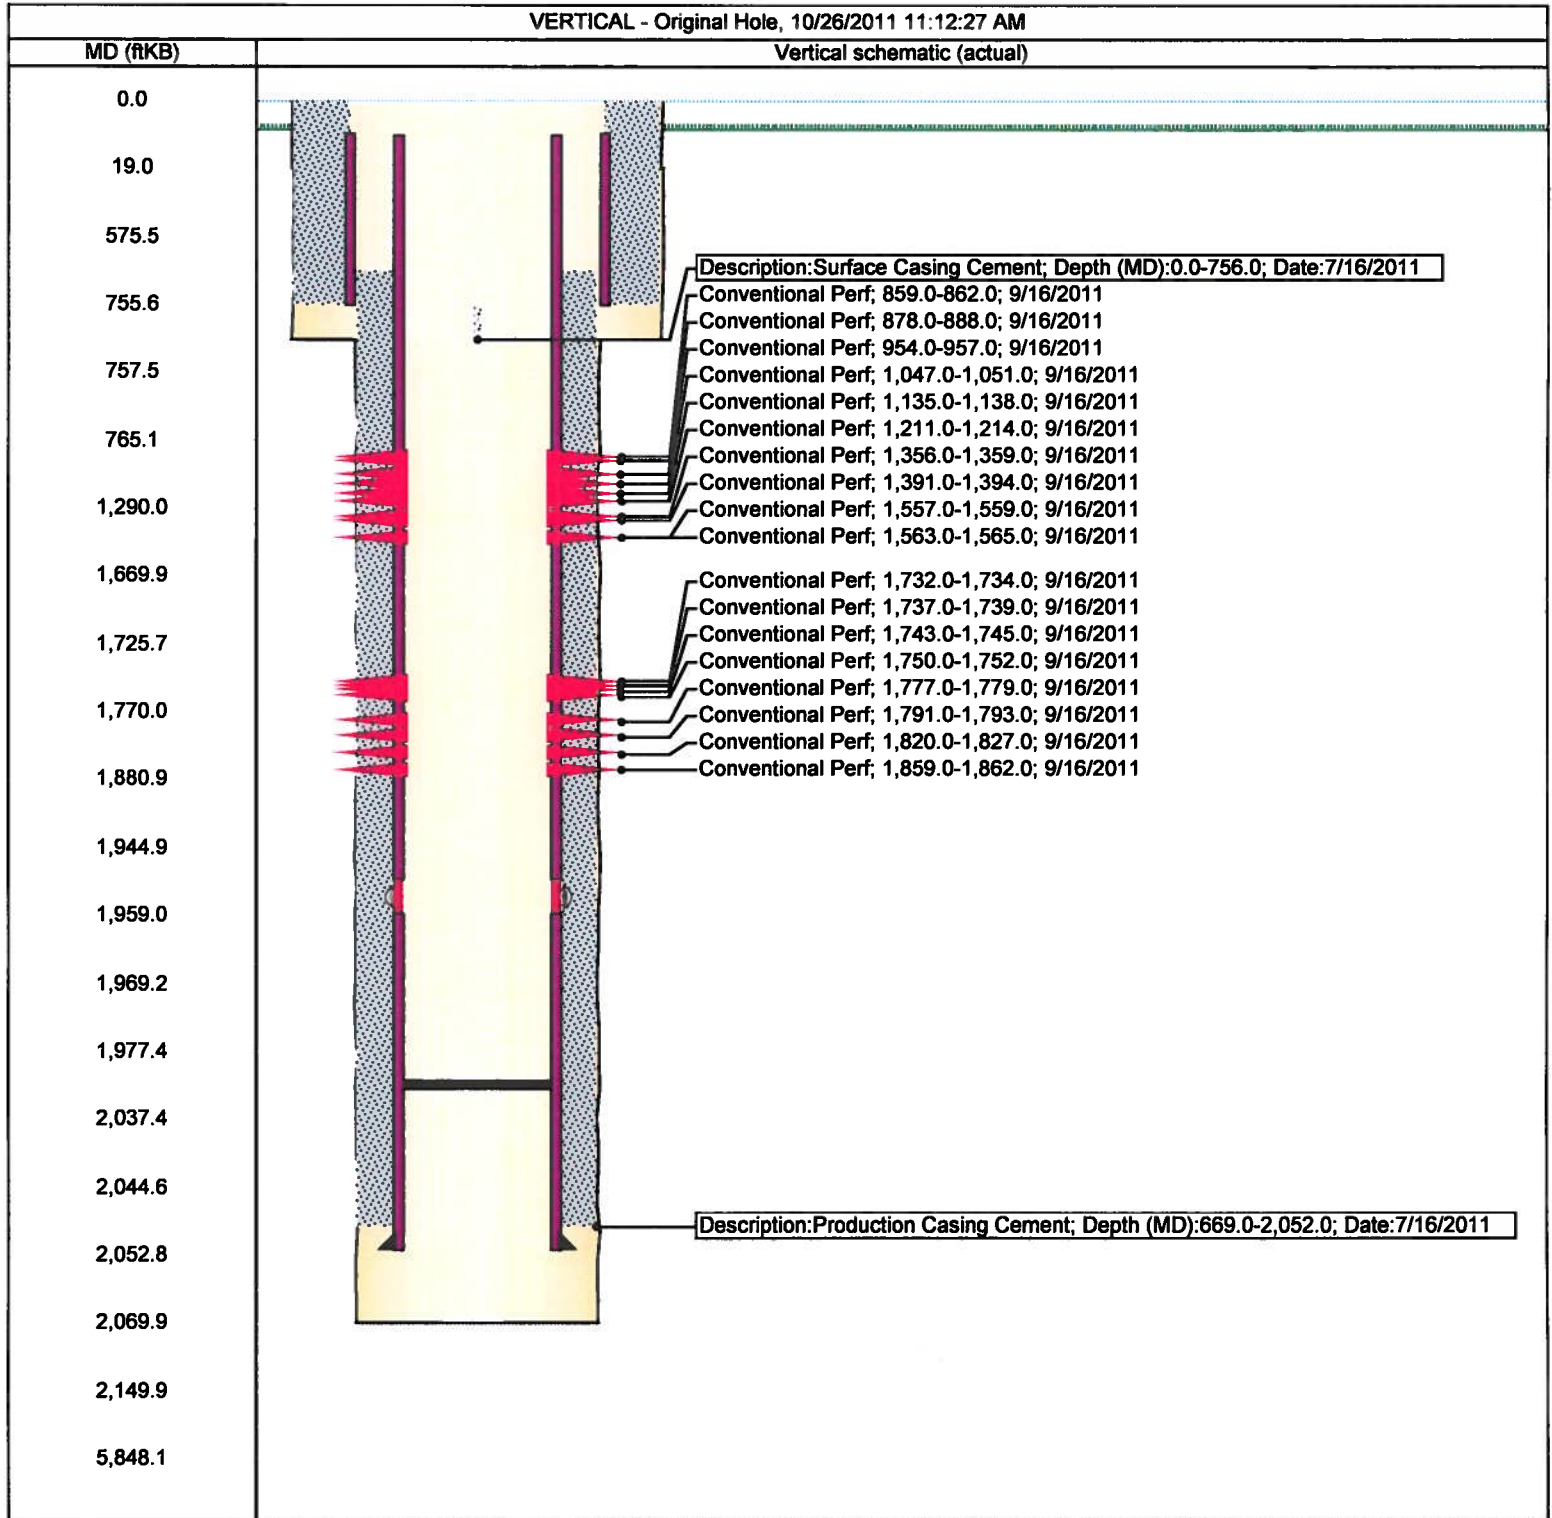 VERTICAL - Original Hole, 10/26/2011 11:12:27 AM
MD (ftKB)
Vertical schematic (actual)
0.0
19.0
575.5
755.6
757.5
765.1
1,290.0
1,669.9
1,725.7
1,770.0
1,880.9
1,944.9
1,959.0
1,969.2
1,977.4
2,037.4
2,044.6
2,052.8
2,069.9
2,149.9
5,848.1
Description:Surface Casing Cement; Depth (MD):0.0-756.0; Date:7/16/2011
Conventional Perf; 859.0-862.0; 9/16/2011
Conventional Perf; 878.0-888.0; 9/16/2011
Conventional Perf; 954.0-957.0; 9/16/2011
Conventional Perf; 1,047.0-1,051.0; 9/16/2011
Conventional Perf; 1,135.0-1,138.0; 9/16/2011
Conventional Perf; 1,211.0-1,214.0; 9/16/2011
Conventional Perf; 1,356.0-1,359.0; 9/16/2011
Conventional Perf; 1,391.0-1,394.0; 9/16/2011
Conventional Perf; 1,557.0-1,559.0; 9/16/2011
Conventional Perf; 1,563.0-1,565.0; 9/16/2011
Conventional Perf; 1,732.0-1,734.0; 9/16/2011
Conventional Perf; 1,737.0-1,739.0; 9/16/2011
Conventional Perf; 1,743.0-1,745.0; 9/16/2011
Conventional Perf; 1,750.0-1,752.0; 9/16/2011
Conventional Perf; 1,777.0-1,779.0; 9/16/2011
Conventional Perf; 1,791.0-1,793.0; 9/16/2011
Conventional Perf; 1,820.0-1,827.0; 9/16/2011
Conventional Perf; 1,859.0-1,862.0; 9/16/2011
Description:Production Casing Cement; Depth (MD):669.0-2,052.0; Date:7/16/2011